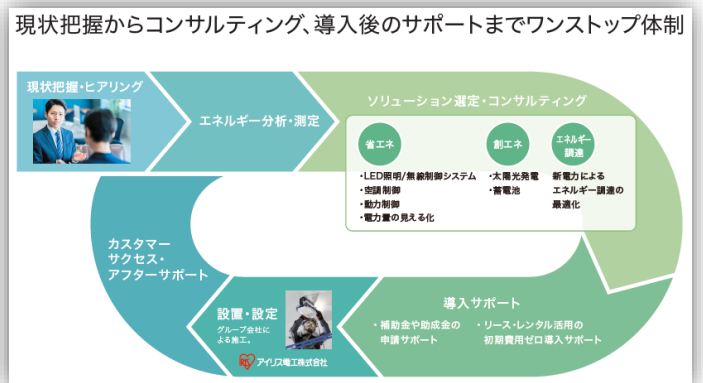 現状把握からコンサルティング、導入後のサポートまでワンストップ体制
現状把握・ヒアリング
エネルギー分析・測定
ソリューション選定・コンサルティング
省エネ
・LED照明/無線制御システム
・空調制御
・動力制御
・電力量の見える化
創エネ
・太陽光発電
・蓄電池
エネルギー
調達
新電力による
エネルギー調達の
最適化
導入サポート
・補助金や助成金の
申請サポート
・リース・レンタル活用の
初期費用ゼロ導入サポート
設置・設定
グループ会社に
よる施工。
アイリス電工株式会社
カスタマー
サクセス・
アフターサポート